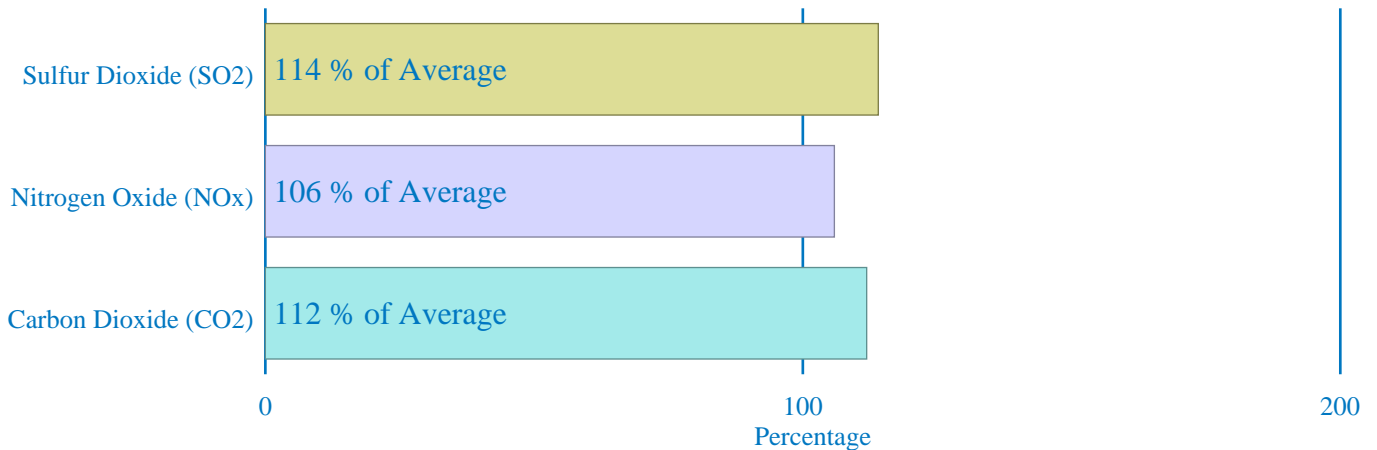 Sulfur Dioxide (SO2)
114 % of Average
Nitrogen Oxide (NOx)
106 % of Average
Carbon Dioxide (CO2)
112 % of Average
0
100
200
Percentage